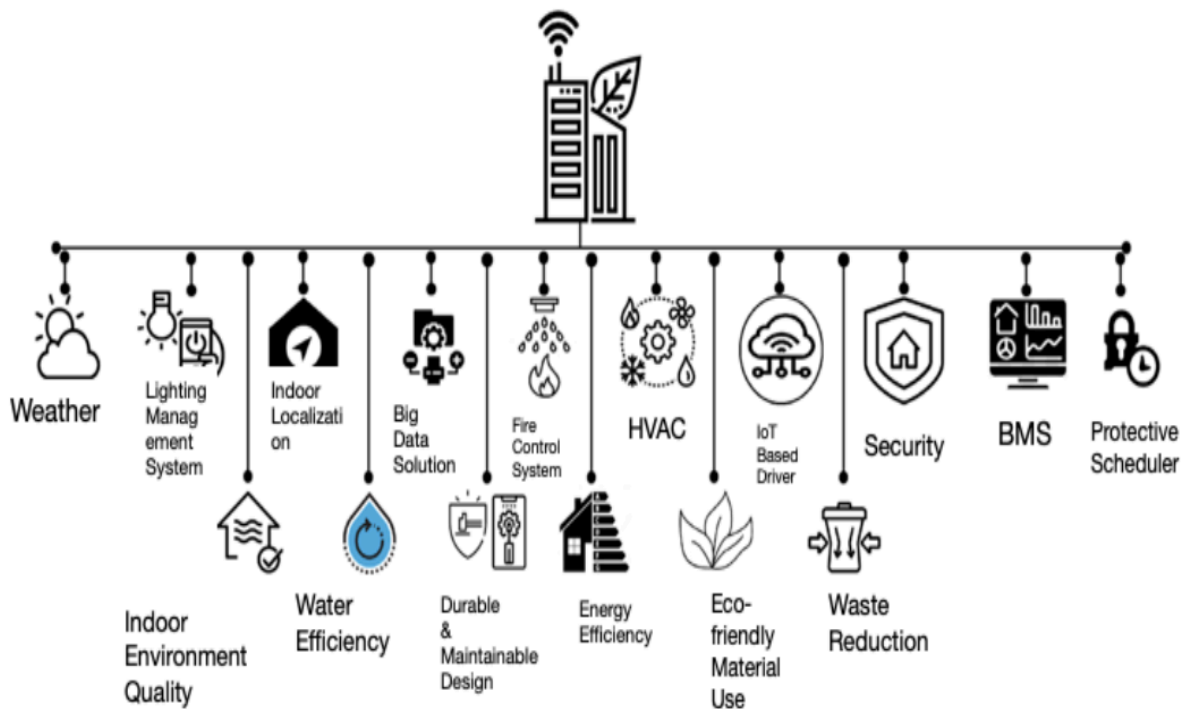 Weather
Lighting
Manag
ement
System
Indoor
Localizati
on
Big
Data
Solution
Fire
Control
System
HVAC
IoT
Based
Driver
Security
BMS
Protective
Scheduler
Indoor
Environment
Quality
Water
Efficiency
Durable
&
Maintainable
Design
Energy
Efficiency
Eco-
friendly
Material
Use
Waste
Reduction